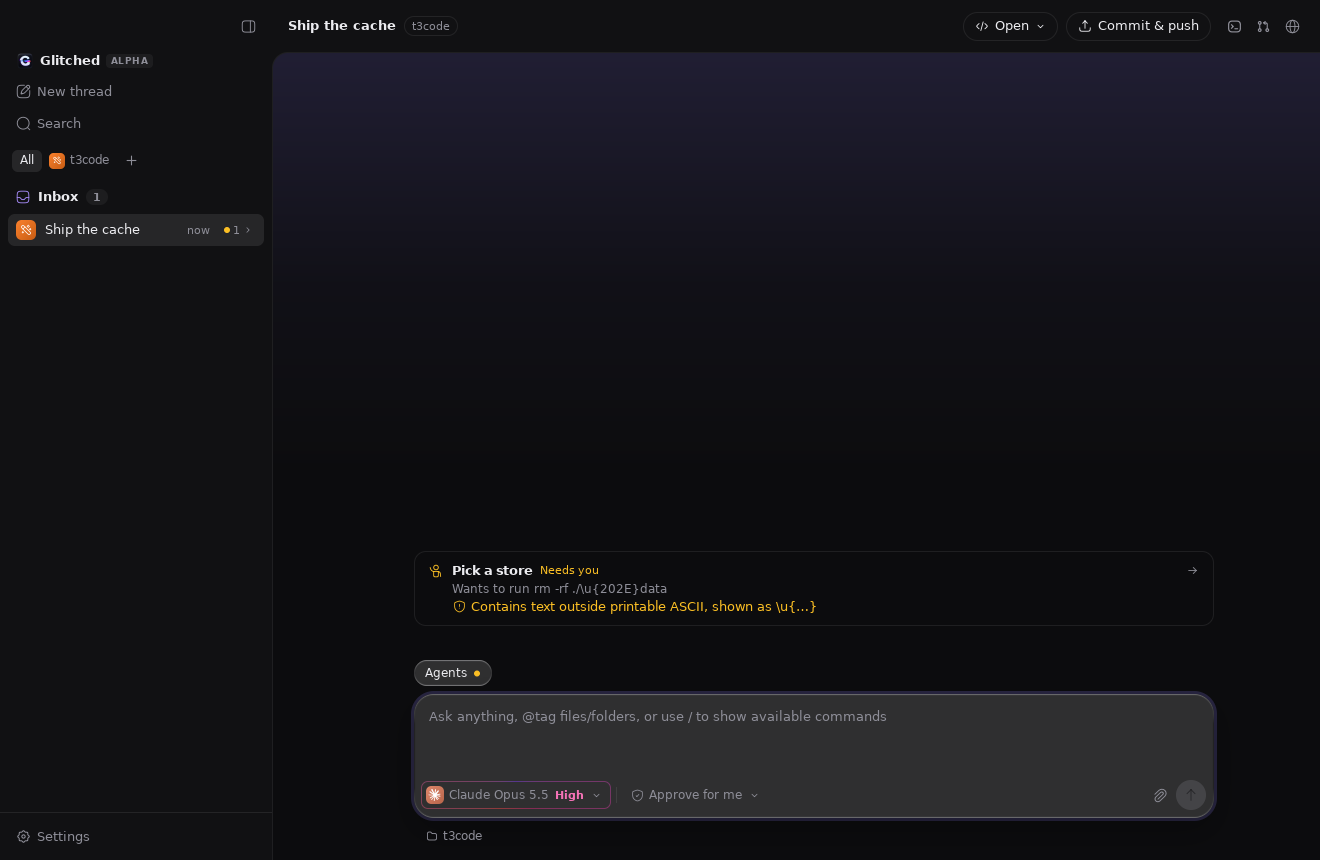 Ship the cache t3code
Open
Commit & push
Glitched ALPHA
New thread
Search
All t3code
Inbox 1
Ship the cache now 1
Pick a store Needs you
Wants to run rm -rf ./\u{202E}data
Contains text outside printable ASCII, shown as \u{…}
Agents
Ask anything, @tag files/folders, or use / to show available commands
Claude Opus 5.5 High
Approve for me
t3code
Settings